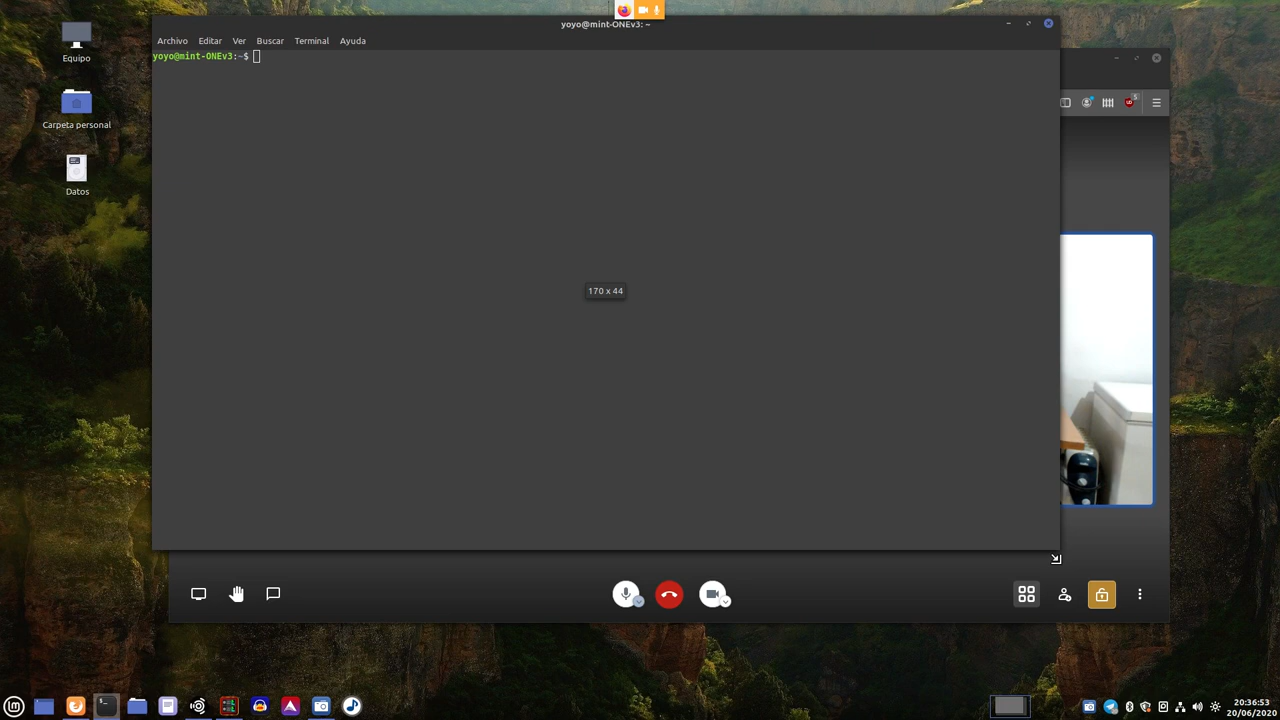 yoyo@mint-ONEv3: ~
Archivo Editar Ver Buscar Terminal Ayuda
yoyo@mint-ONEv3:~$
Equipo
Carpeta personal
Datos
170 x 44
5
20:36:53
20/06/2020